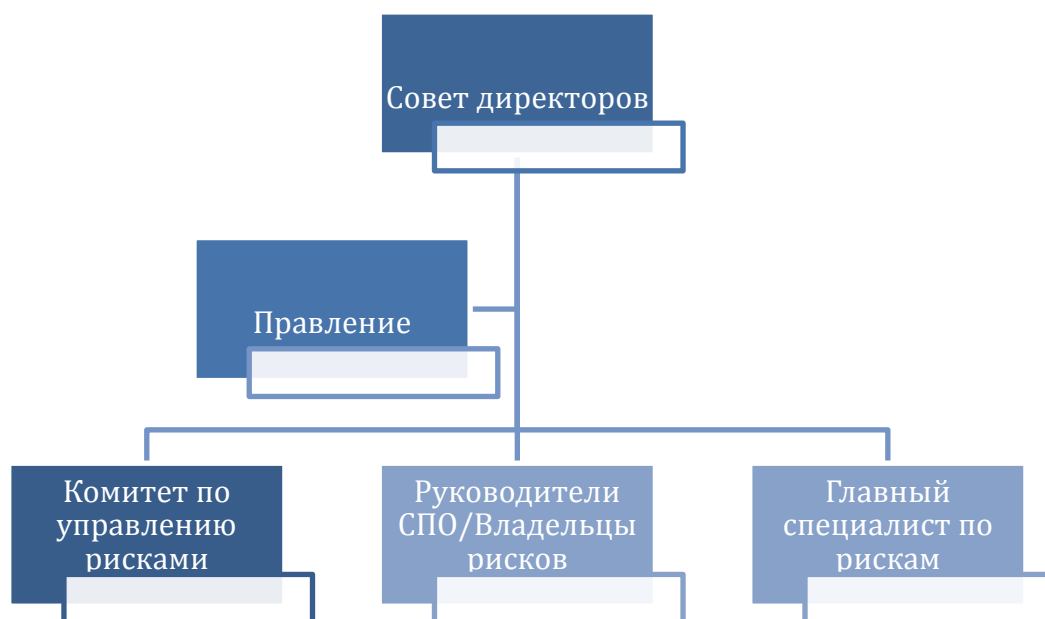 Совет директоров
Правление
Комитет по
управлению
рисками
Руководители
СПО/Владельцы
рисков
Главный
специалист по
рискам